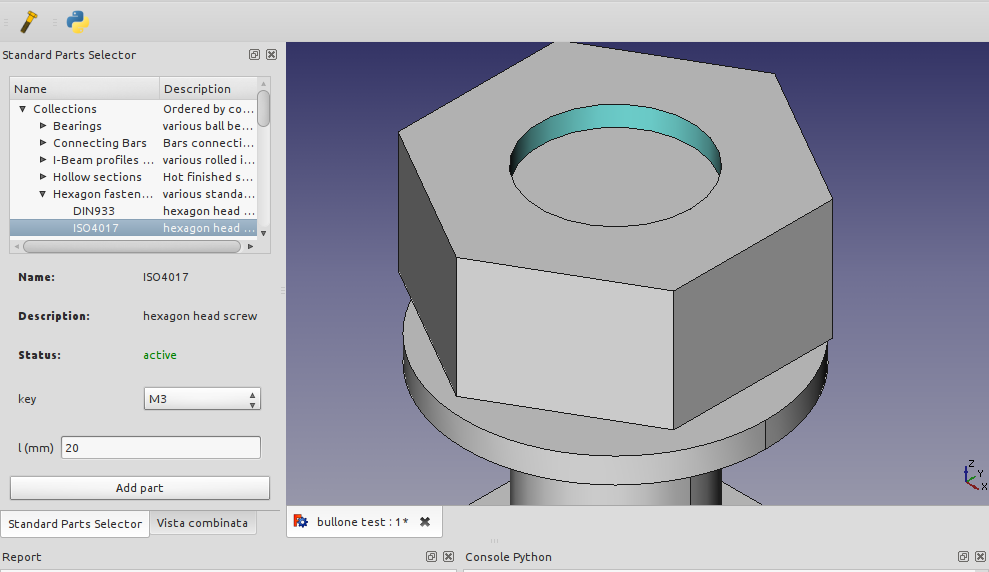 Standard Parts Selector
Name Description
Collections Ordered by co...
Bearings various ball be...
Connecting Bars Bars connecti...
I-Beam profiles ... various rolled i...
Hollow sections Hot finished s...
Hexagon fasten... various standa...
DIN933 hexagon head ...
ISO4017 hexagon head ...
Name: ISO4017
Description: hexagon head screw
Status: active
key M3
l (mm) 20
Add part
Standard Parts Selector Vista combinata
Z
Y
X
bullone test : 1*
Report
Console Python